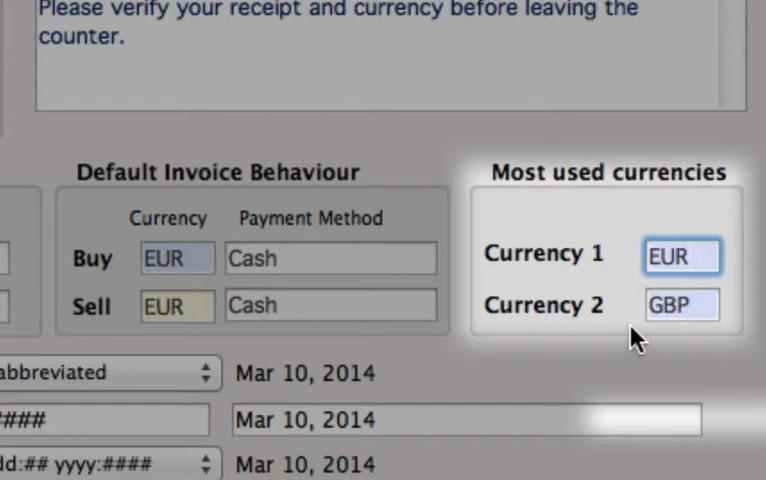 Please verify your receipt and currency before leaving the
counter.
Default Invoice Behaviour
Most used currencies
Currency Payment Method
Buy EUR Cash
Currency 1 EUR
Sell EUR Cash
Currency 2 GBP
abbreviated Mar 10, 2014
#### Mar 10, 2014
dd:## yyyy:#### Mar 10, 2014